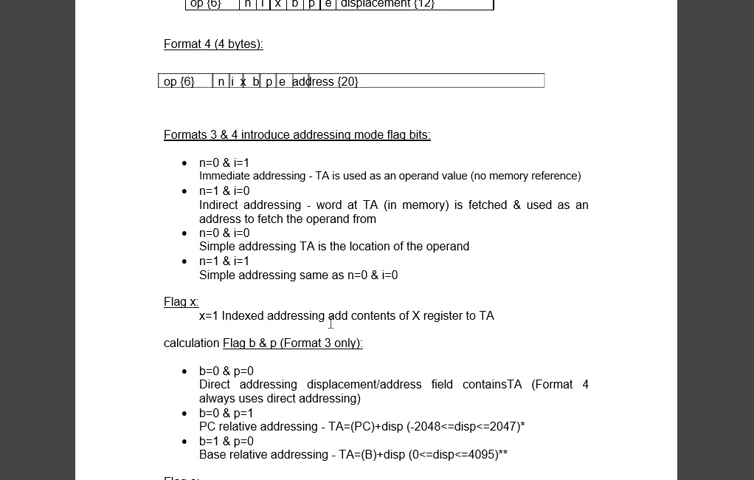 op {6} n i x b p e displacement {12}
Format 4 (4 bytes):
op {6} n i x b p e address {20}
Formats 3 & 4 introduce addressing mode flag bits:
• n=0 & i=1
Immediate addressing - TA is used as an operand value (no memory reference)
• n=1 & i=0
Indirect addressing - word at TA (in memory) is fetched & used as an
address to fetch the operand from
• n=0 & i=0
Simple addressing TA is the location of the operand
• n=1 & i=1
Simple addressing same as n=0 & i=0
Flag x:
x=1 Indexed addressing add contents of X register to TA
calculation Flag b & p (Format 3 only):
• b=0 & p=0
Direct addressing displacement/address field containsTA (Format 4
always uses direct addressing)
• b=0 & p=1
PC relative addressing - TA=(PC)+disp (-2048<=disp<=2047)*
• b=1 & p=0
Base relative addressing - TA=(B)+disp (0<=disp<=4095)**